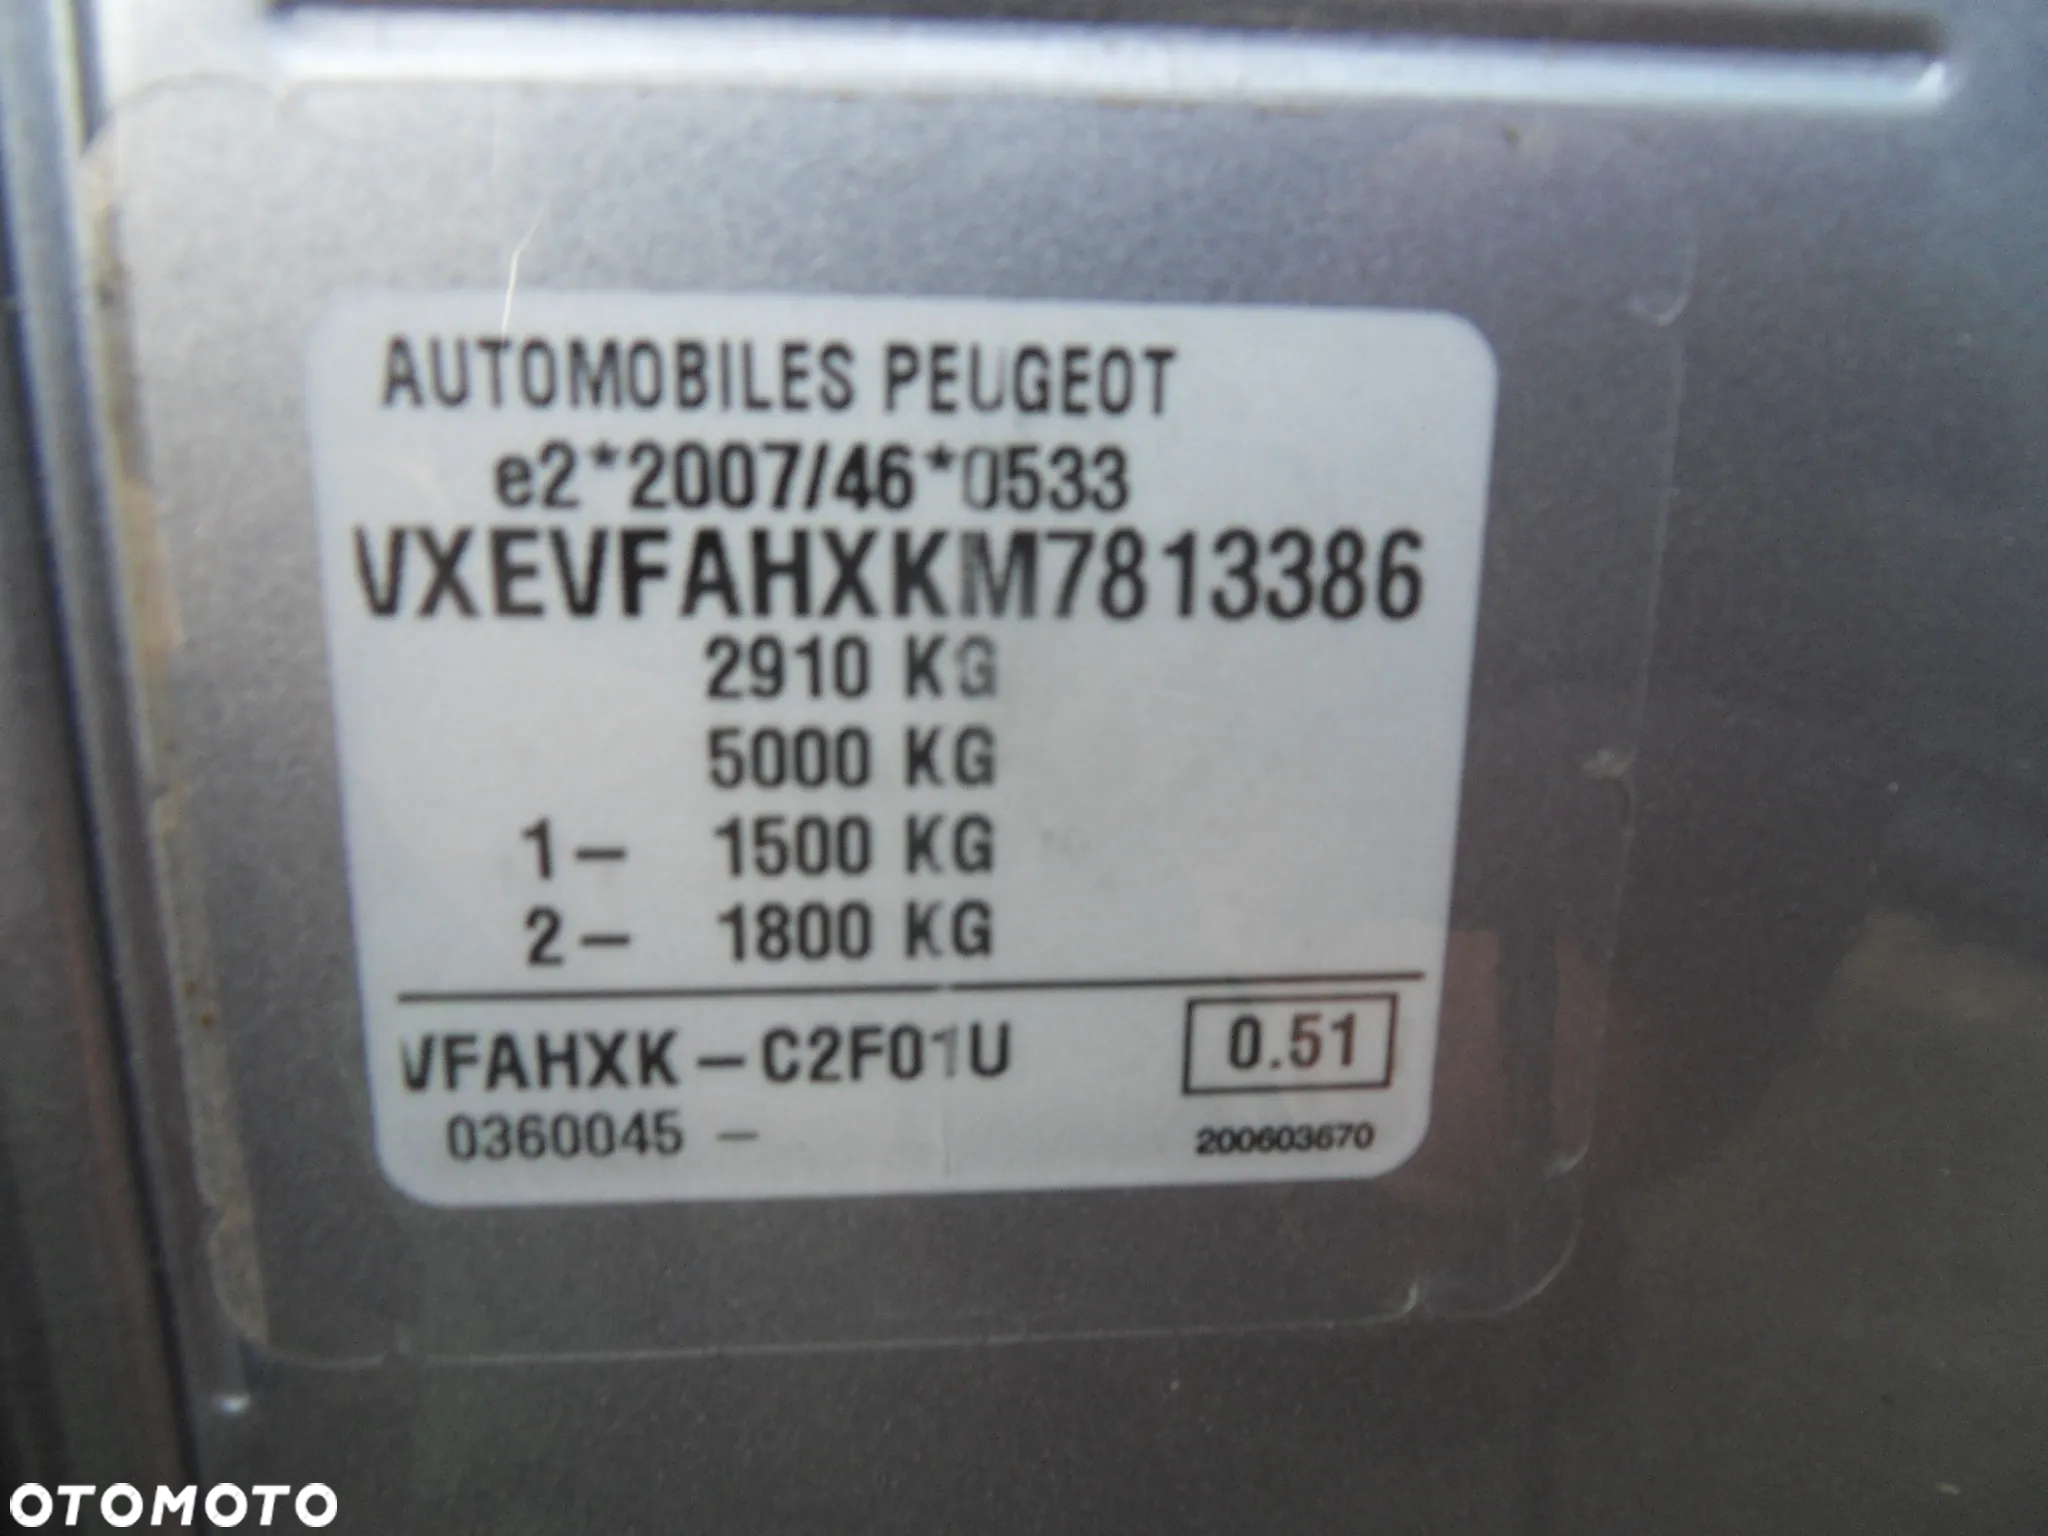 AUTOMOBILES PEUGEOT
e2*2007/46*0533
VXEVFAHXKM7813386
2910 KG
5000 KG
1- 1500 KG
2- 1800 KG
VFAHXK - C2F01U 0.51
0360045 - 200603670
OTOMOTO